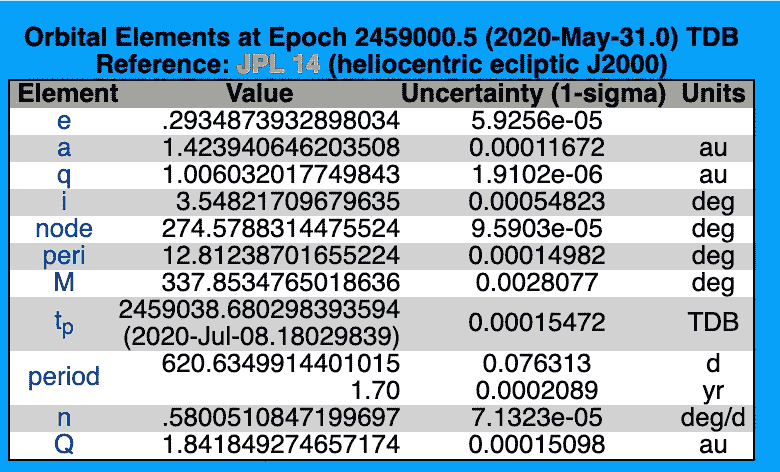 Orbital Elements at Epoch 2459000.5 (2020-May-31.0) TDB
Reference: JPL 14 (heliocentric ecliptic J2000)
Element Value Uncertainty (1-sigma) Units
e .2934873932898034 5.9256e-05
a 1.423940646203508 0.00011672 au
q 1.006032017749843 1.9102e-06 au
i 3.54821709679635 0.00054823 deg
node 274.5788314475524 9.5903e-05 deg
peri 12.81238701655224 0.00014982 deg
M 337.8534765018636 0.0028077 deg
tp 2459038.680298393594 0.00015472 TDB
(2020-Jul-08.18029839)
period 620.6349914401015 0.076313 d
1.70 0.0002089 yr
n .5800510847199697 7.1323e-05 deg/d
Q 1.841849274657174 0.00015098 au